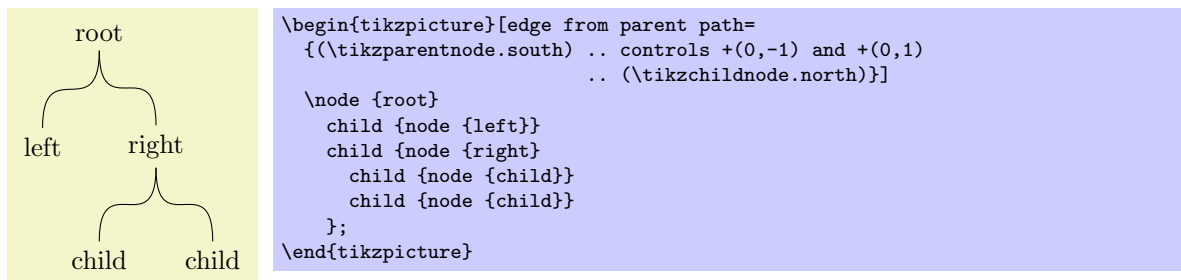 root
left right
child child
\begin{tikzpicture}[edge from parent path=
  {(\tikzparentnode.south) .. controls +(0,-1) and +(0,1)
                           .. (\tikzchildnode.north)}]
  \node {root}
    child {node {left}}
    child {node {right}
      child {node {child}}
      child {node {child}}
    };
\end{tikzpicture}